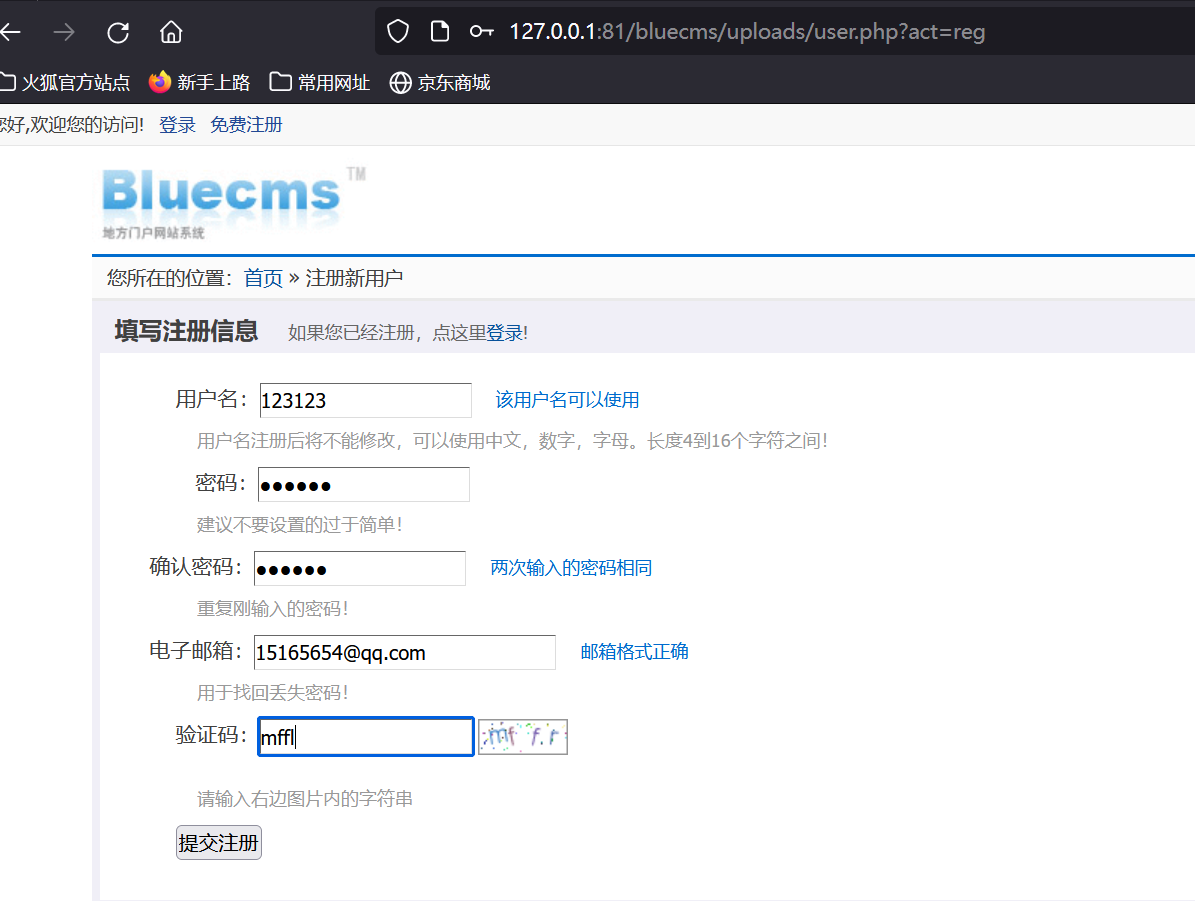 127.0.0.1:81/bluecms/uploads/user.php?act=reg
火狐官方站点 新手上路 常用网址 京东商城
您好,欢迎您的访问! 登录 免费注册
Bluecms TM
地方门户网站系统
您所在的位置：首页 » 注册新用户
填写注册信息 如果您已经注册，点这里登录!
用户名： 123123 该用户名可以使用
用户名注册后将不能修改，可以使用中文，数字，字母。长度4到16个字符之间！
密码： ●●●●●●
建议不要设置的过于简单！
确认密码： ●●●●●● 两次输入的密码相同
重复刚输入的密码！
电子邮箱： 15165654@qq.com 邮箱格式正确
用于找回丢失密码！
验证码： mffl
请输入右边图片内的字符串
提交注册